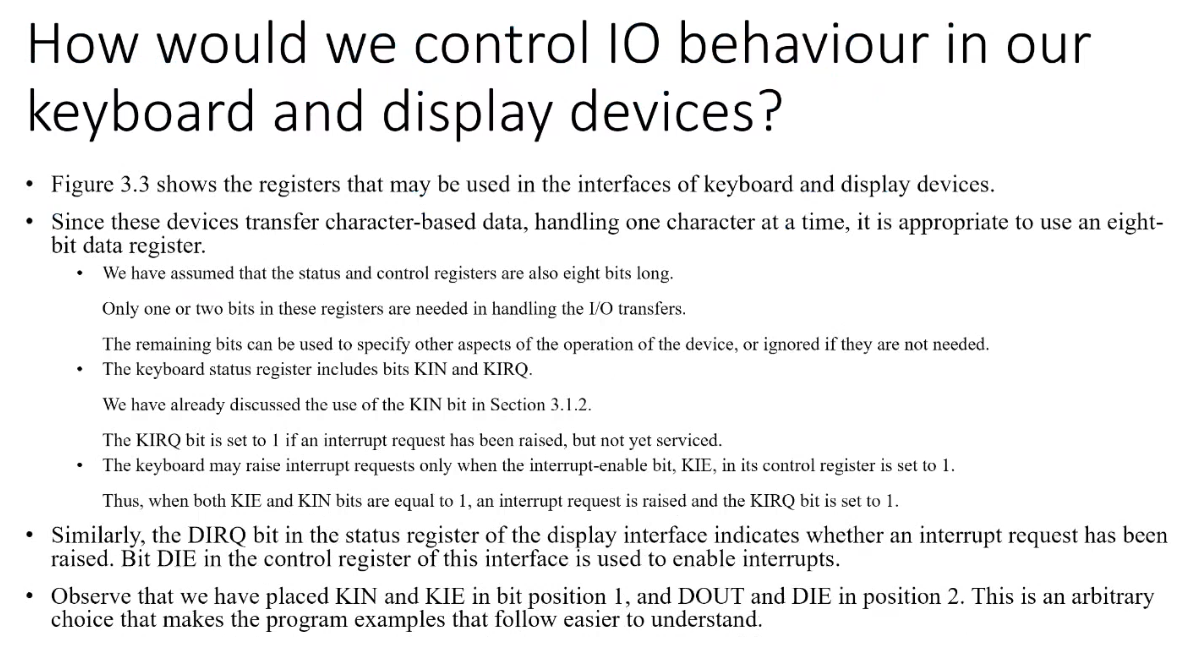 How would we control IO behaviour in our
keyboard and display devices?
• Figure 3.3 shows the registers that may be used in the interfaces of keyboard and display devices.
• Since these devices transfer character-based data, handling one character at a time, it is appropriate to use an eight-
bit data register.
• We have assumed that the status and control registers are also eight bits long.
Only one or two bits in these registers are needed in handling the I/O transfers.
The remaining bits can be used to specify other aspects of the operation of the device, or ignored if they are not needed.
• The keyboard status register includes bits KIN and KIRQ.
We have already discussed the use of the KIN bit in Section 3.1.2.
The KIRQ bit is set to 1 if an interrupt request has been raised, but not yet serviced.
• The keyboard may raise interrupt requests only when the interrupt-enable bit, KIE, in its control register is set to 1.
Thus, when both KIE and KIN bits are equal to 1, an interrupt request is raised and the KIRQ bit is set to 1.
• Similarly, the DIRQ bit in the status register of the display interface indicates whether an interrupt request has been
raised. Bit DIE in the control register of this interface is used to enable interrupts.
• Observe that we have placed KIN and KIE in bit position 1, and DOUT and DIE in position 2. This is an arbitrary
choice that makes the program examples that follow easier to understand.